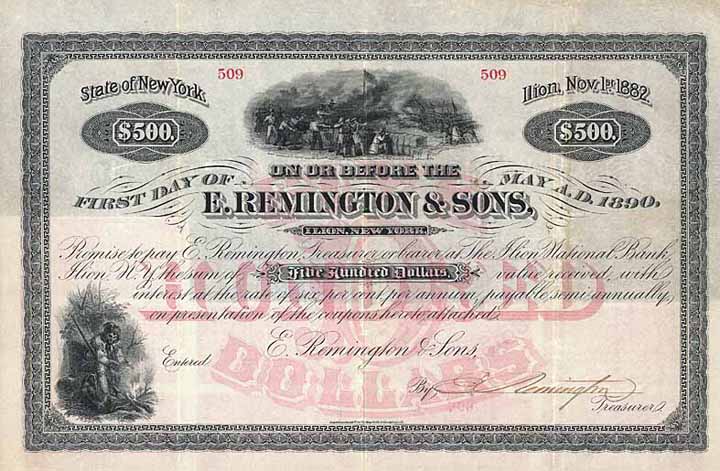 509 509
State of New York. Ilion, Nov. 1st 1882.
$500. $500.
ON OR BEFORE THE
FIRST DAY OF MAY A.D. 1890.
E. REMINGTON & SONS,
ILION, NEW YORK.
Promise to pay E. Remington, Treasurer or bearer at The Ilion National Bank,
Ilion, N.Y. the sum of Five Hundred Dollars, value received, with
interest at the rate of six per cent per annum, payable semi-annually,
on presentation of the coupons hereto attached.
Entered E. Remington & Sons,
DOLLARS
By E. Remington
Treasurer.